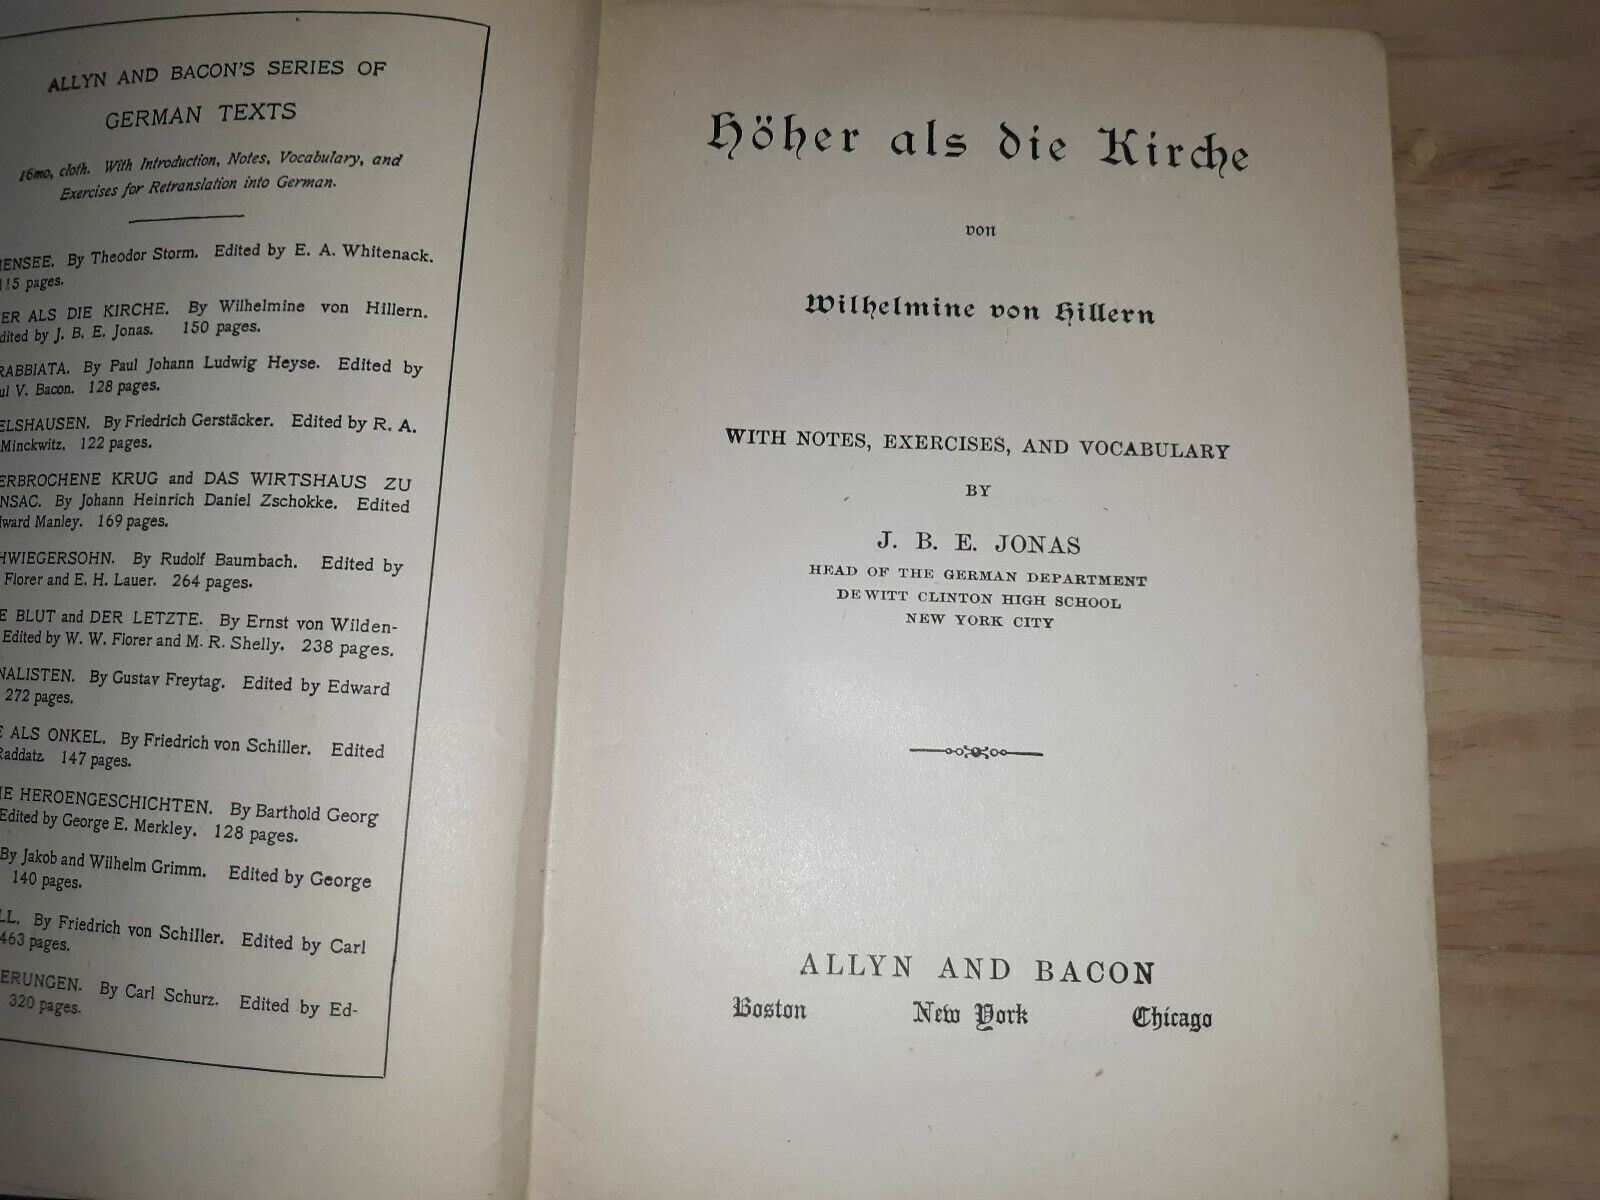 ALLYN AND BACON'S SERIES OF
GERMAN TEXTS
16mo, cloth. With Introduction, Notes, Vocabulary, and
Exercises for Retranslation into German.
ENSEE. By Theodor Storm. Edited by E. A. Whitenack.
115 pages.
ER ALS DIE KIRCHE. By Wilhelmine von Hillern.
dited by J. B. E. Jonas. 150 pages.
RABBIATA. By Paul Johann Ludwig Heyse. Edited by
ul V. Bacon. 128 pages.
ELSHAUSEN. By Friedrich Gerstäcker. Edited by R. A.
Minckwitz. 122 pages.
ERBROCHENE KRUG and DAS WIRTSHAUS ZU
NSAC. By Johann Heinrich Daniel Zschokke. Edited
dward Manley. 169 pages.
HWIEGERSOHN. By Rudolf Baumbach. Edited by
Florer and E. H. Lauer. 264 pages.
E BLUT and DER LETZTE. By Ernst von Wilden-
Edited by W. W. Florer and M. R. Shelly. 238 pages.
NALISTEN. By Gustav Freytag. Edited by Edward
272 pages.
E ALS ONKEL. By Friedrich von Schiller. Edited
Raddatz 147 pages.
HE HEROENGESCHICHTEN. By Barthold Georg
Edited by George E. Merkley. 128 pages.
By Jakob and Wilhelm Grimm. Edited by George
140 pages.
LL. By Friedrich von Schiller. Edited by Carl
463 pages.
ERUNGEN. By Carl Schurz. Edited by Ed-
320 pages.
Höher als die Kirche
von
Wilhelmine von Hillern
WITH NOTES, EXERCISES, AND VOCABULARY
BY
J. B. E. JONAS
HEAD OF THE GERMAN DEPARTMENT
DE WITT CLINTON HIGH SCHOOL
NEW YORK CITY
ALLYN AND BACON
Boston New York Chicago